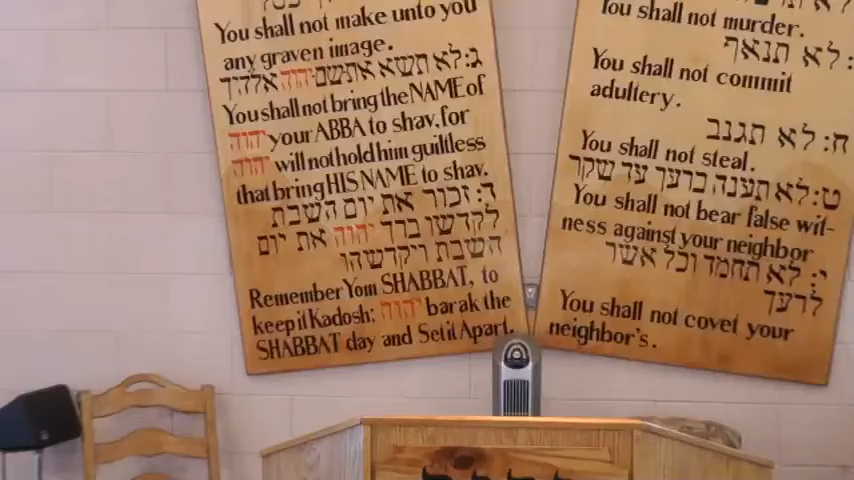 You shall not make unto you
any graven image.
ג: לא תשא את-שם-יהוה אלהיך
You shall not bring the NAME of
יהוה your ABBA to shav, for
יהוה will not hold him guiltless
that bring HIS NAME to shav.
ד: זכור את יום השבת
לקדשו ברך יהוה את יום
השבת ויקדשהו
Remember Yom SHABBAT, to
keep it Kadosh: יהוה barak the
SHABBAT day and Set it Apart.
You shall not murder.
: לא תנאף
You shall not commit
adultery.
ח: לא תגנב
You shall not steal.
ט: לא תענה ברעך עד שקר
You shall not bear false wit-
ness against your neighbor
י: לא תחמד וכל אשר
לרעך
You shall not covet your
neighbor's.